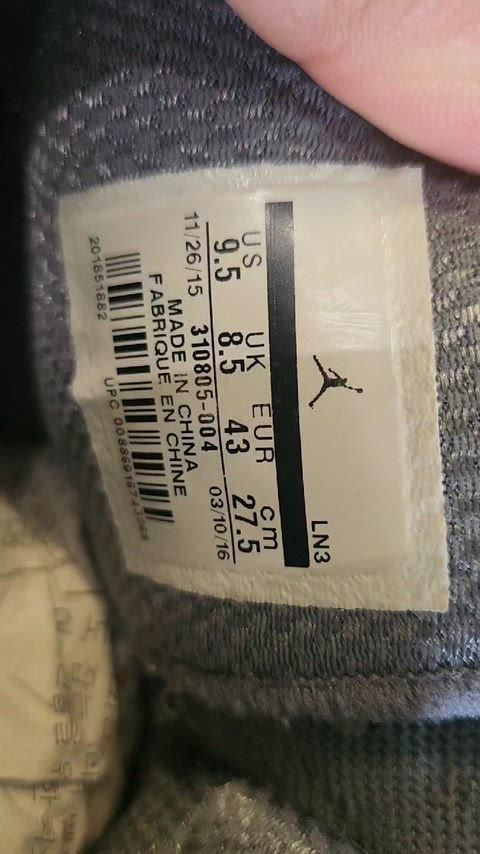 LN3
US UK EUR cm
9.5 8.5 43 27.5
11/26/15 310805-004 03/10/16
MADE IN CHINA
FABRIQUE EN CHINE
UPC
201851882